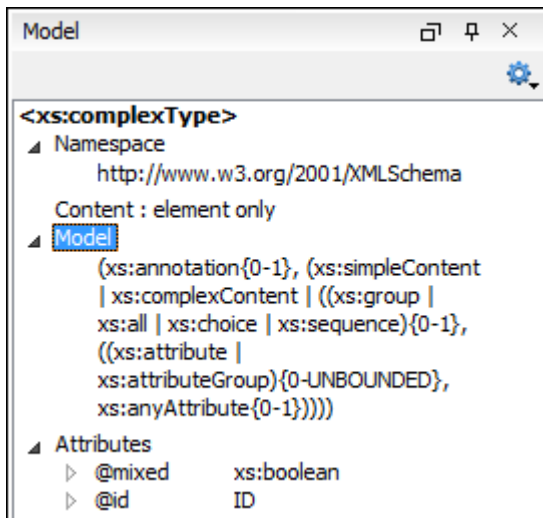 Model
<xs:complexType>
Namespace
http://www.w3.org/2001/XMLSchema
Content : element only
Model
(xs:annotation{0-1}, (xs:simpleContent
| xs:complexContent | ((xs:group |
xs:all | xs:choice | xs:sequence){0-1},
((xs:attribute |
xs:attributeGroup){0-UNBOUNDED},
xs:anyAttribute{0-1}))))
Attributes
@mixed xs:boolean
@id ID